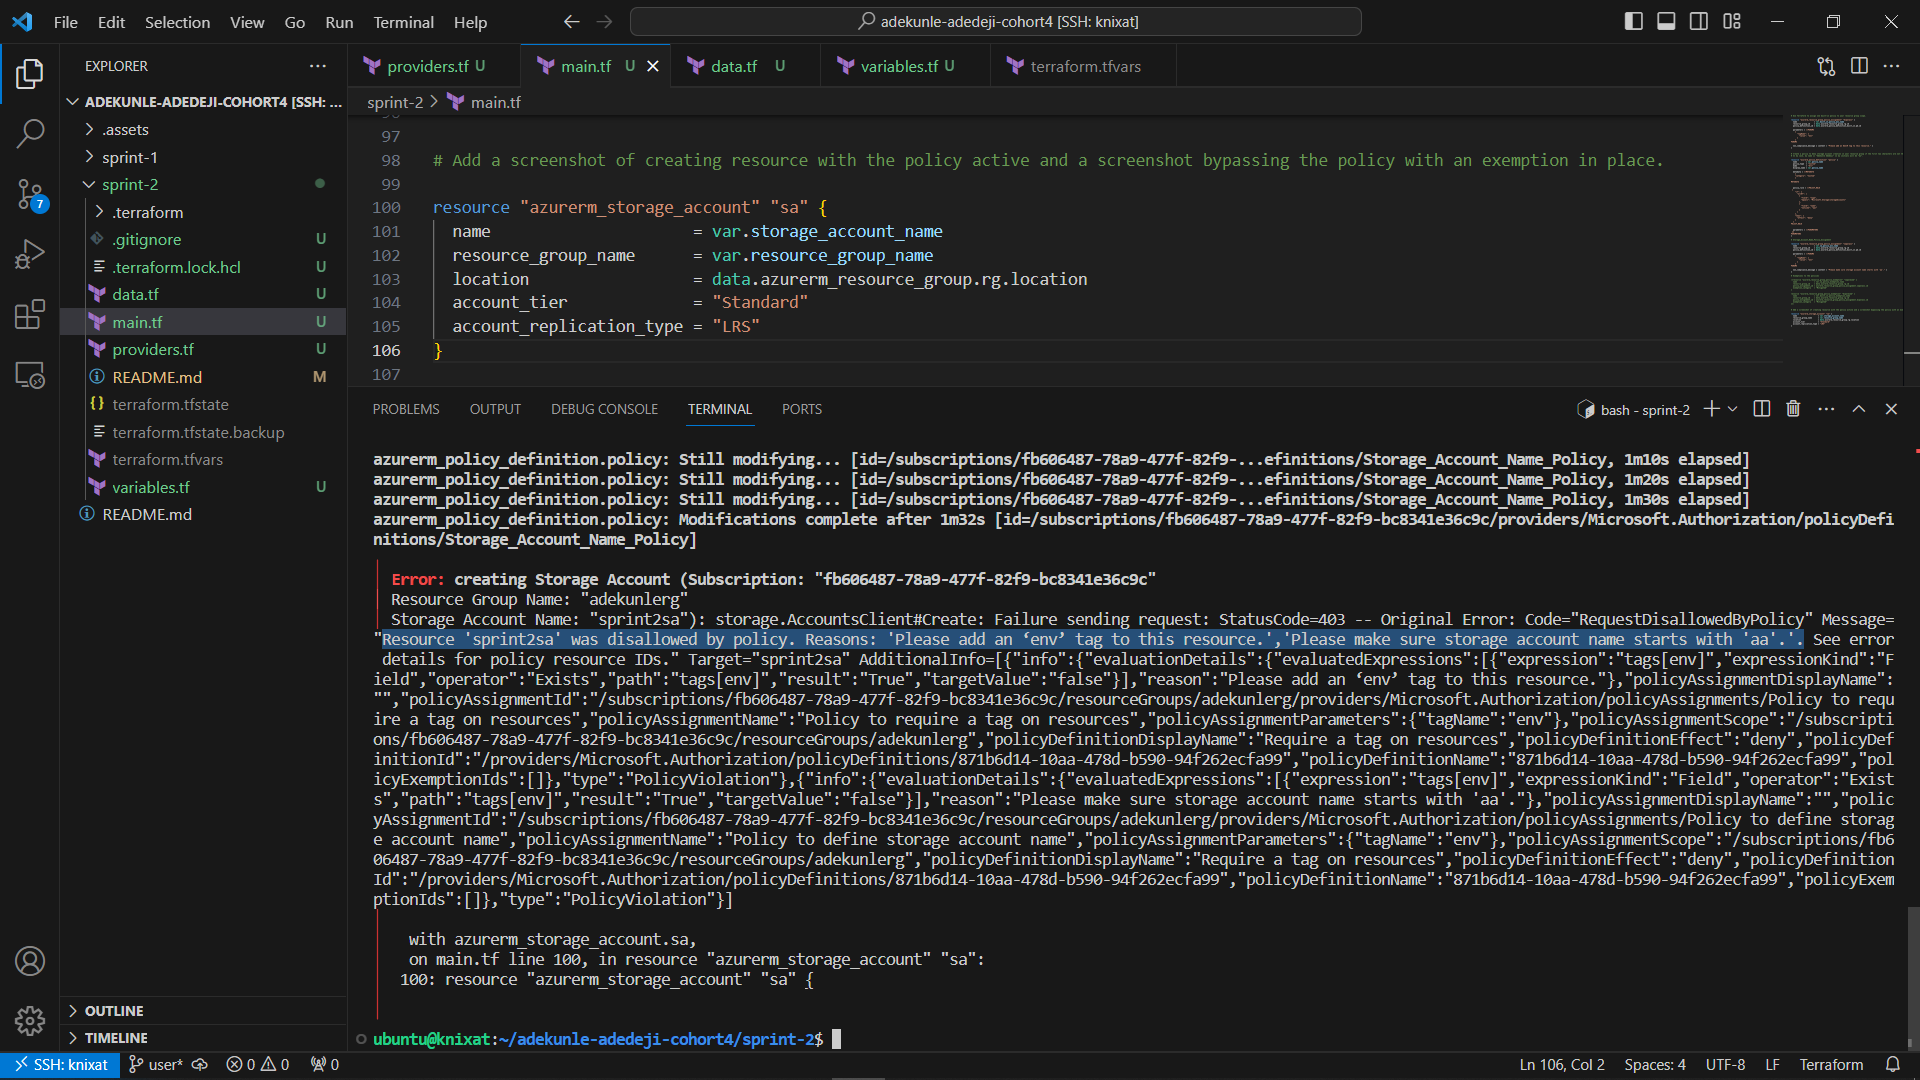 File Edit Selection View Go Run Terminal Help
adekunle-adedeji-cohort4 [SSH: knixat]
EXPLORER
ADEKUNLE-ADEDEJI-COHORT4 [SSH: ...
.assets
sprint-1
sprint-2
.terraform
.gitignore U
.terraform.lock.hcl U
data.tf U
main.tf U
providers.tf U
README.md M
terraform.tfstate
terraform.tfstate.backup
terraform.tfvars
variables.tf U
README.md
OUTLINE
TIMELINE
7
providers.tf U main.tf U data.tf U variables.tf U terraform.tfvars
sprint-2 > main.tf
97
98 # Add a screenshot of creating resource with the policy active and a screenshot bypassing the policy with an exemption in place.
99
100 resource "azurerm_storage_account" "sa" {
101 name = var.storage_account_name
102 resource_group_name = var.resource_group_name
103 location = data.azurerm_resource_group.rg.location
104 account_tier = "Standard"
105 account_replication_type = "LRS"
106 }
107
PROBLEMS OUTPUT DEBUG CONSOLE TERMINAL PORTS
bash - sprint-2
azurerm_policy_definition.policy: Still modifying... [id=/subscriptions/fb606487-78a9-477f-82f9-...efinitions/Storage_Account_Name_Policy, 1m10s elapsed]
azurerm_policy_definition.policy: Still modifying... [id=/subscriptions/fb606487-78a9-477f-82f9-...efinitions/Storage_Account_Name_Policy, 1m20s elapsed]
azurerm_policy_definition.policy: Still modifying... [id=/subscriptions/fb606487-78a9-477f-82f9-...efinitions/Storage_Account_Name_Policy, 1m30s elapsed]
azurerm_policy_definition.policy: Modifications complete after 1m32s [id=/subscriptions/fb606487-78a9-477f-82f9-bc8341e36c9c/providers/Microsoft.Authorization/policyDefi
nitions/Storage_Account_Name_Policy]
Error: creating Storage Account (Subscription: "fb606487-78a9-477f-82f9-bc8341e36c9c"
Resource Group Name: "adekunlerg"
Storage Account Name: "sprint2sa"): storage.AccountsClient#Create: Failure sending request: StatusCode=403 -- Original Error: Code="RequestDisallowedByPolicy" Message=
"Resource 'sprint2sa' was disallowed by policy. Reasons: 'Please add an ‘env’ tag to this resource.','Please make sure storage account name starts with 'aa'.'. See error
details for policy resource IDs." Target="sprint2sa" AdditionalInfo=[{"info":{"evaluationDetails":{"evaluatedExpressions":[{"expression":"tags[env]","expressionKind":"F
ield","operator":"Exists","path":"tags[env]","result":"True","targetValue":"false"}],"reason":"Please add an ‘env’ tag to this resource."},"policyAssignmentDisplayName":
"","policyAssignmentId":"/subscriptions/fb606487-78a9-477f-82f9-bc8341e36c9c/resourceGroups/adekunlerg/providers/Microsoft.Authorization/policyAssignments/Policy to requ
ire a tag on resources","policyAssignmentName":"Policy to require a tag on resources","policyAssignmentParameters":{"tagName":"env"},"policyAssignmentScope":"/subscripti
ons/fb606487-78a9-477f-82f9-bc8341e36c9c/resourceGroups/adekunlerg","policyDefinitionDisplayName":"Require a tag on resources","policyDefinitionEffect":"deny","policyDef
initionId":"/providers/Microsoft.Authorization/policyDefinitions/871b6d14-10aa-478d-b590-94f262ecfa99","policyDefinitionName":"871b6d14-10aa-478d-b590-94f262ecfa99","pol
icyExemptionIds":[]},"type":"PolicyViolation"},{"info":{"evaluationDetails":{"evaluatedExpressions":[{"expression":"tags[env]","expressionKind":"Field","operator":"Exist
s","path":"tags[env]","result":"True","targetValue":"false"}],"reason":"Please make sure storage account name starts with 'aa'."},"policyAssignmentDisplayName":"","polic
yAssignmentId":"/subscriptions/fb606487-78a9-477f-82f9-bc8341e36c9c/resourceGroups/adekunlerg/providers/Microsoft.Authorization/policyAssignments/Policy to define storag
e account name","policyAssignmentName":"Policy to define storage account name","policyAssignmentParameters":{"tagName":"env"},"policyAssignmentScope":"/subscriptions/fb6
06487-78a9-477f-82f9-bc8341e36c9c/resourceGroups/adekunlerg","policyDefinitionDisplayName":"Require a tag on resources","policyDefinitionEffect":"deny","policyDefinition
Id":"/providers/Microsoft.Authorization/policyDefinitions/871b6d14-10aa-478d-b590-94f262ecfa99","policyDefinitionName":"871b6d14-10aa-478d-b590-94f262ecfa99","policyExem
ptionIds":[]},"type":"PolicyViolation"}]
with azurerm_storage_account.sa,
on main.tf line 100, in resource "azurerm_storage_account" "sa":
100: resource "azurerm_storage_account" "sa" {
ubuntu@knixat:~/adekunle-adedeji-cohort4/sprint-2$
SSH: knixat user* 0 0 0 Ln 106, Col 2 Spaces: 4 UTF-8 LF Terraform